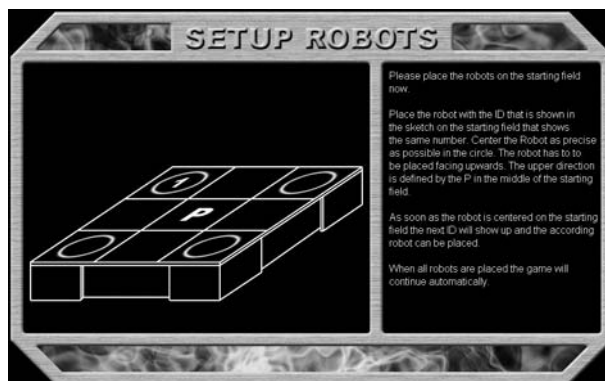 SETUP ROBOTS
Please place the robots on the starting field
now.
Place the robot with the ID that is shown in
the sketch on the starting field that shows
the same number. Center the Robot as precise
as possible in the circle. The robot has to to
be placed facing upwards. The upper direction
is defined by the P in the middle of the starting
field.
As soon as the robot is centered on the starting
field the next ID will show up and the according
robot can be placed.
When all robots are placed the game will
continue automatically.
1
P